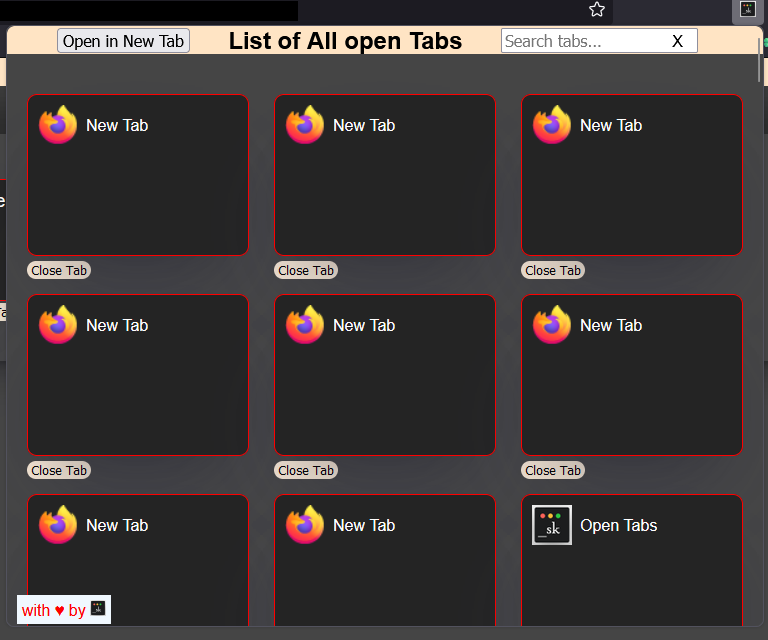 Open in New Tab List of All open Tabs Search tabs... X
New Tab New Tab New Tab
Close Tab Close Tab Close Tab
New Tab New Tab New Tab
Close Tab Close Tab Close Tab
New Tab New Tab Open Tabs
_sk
with ♥ by